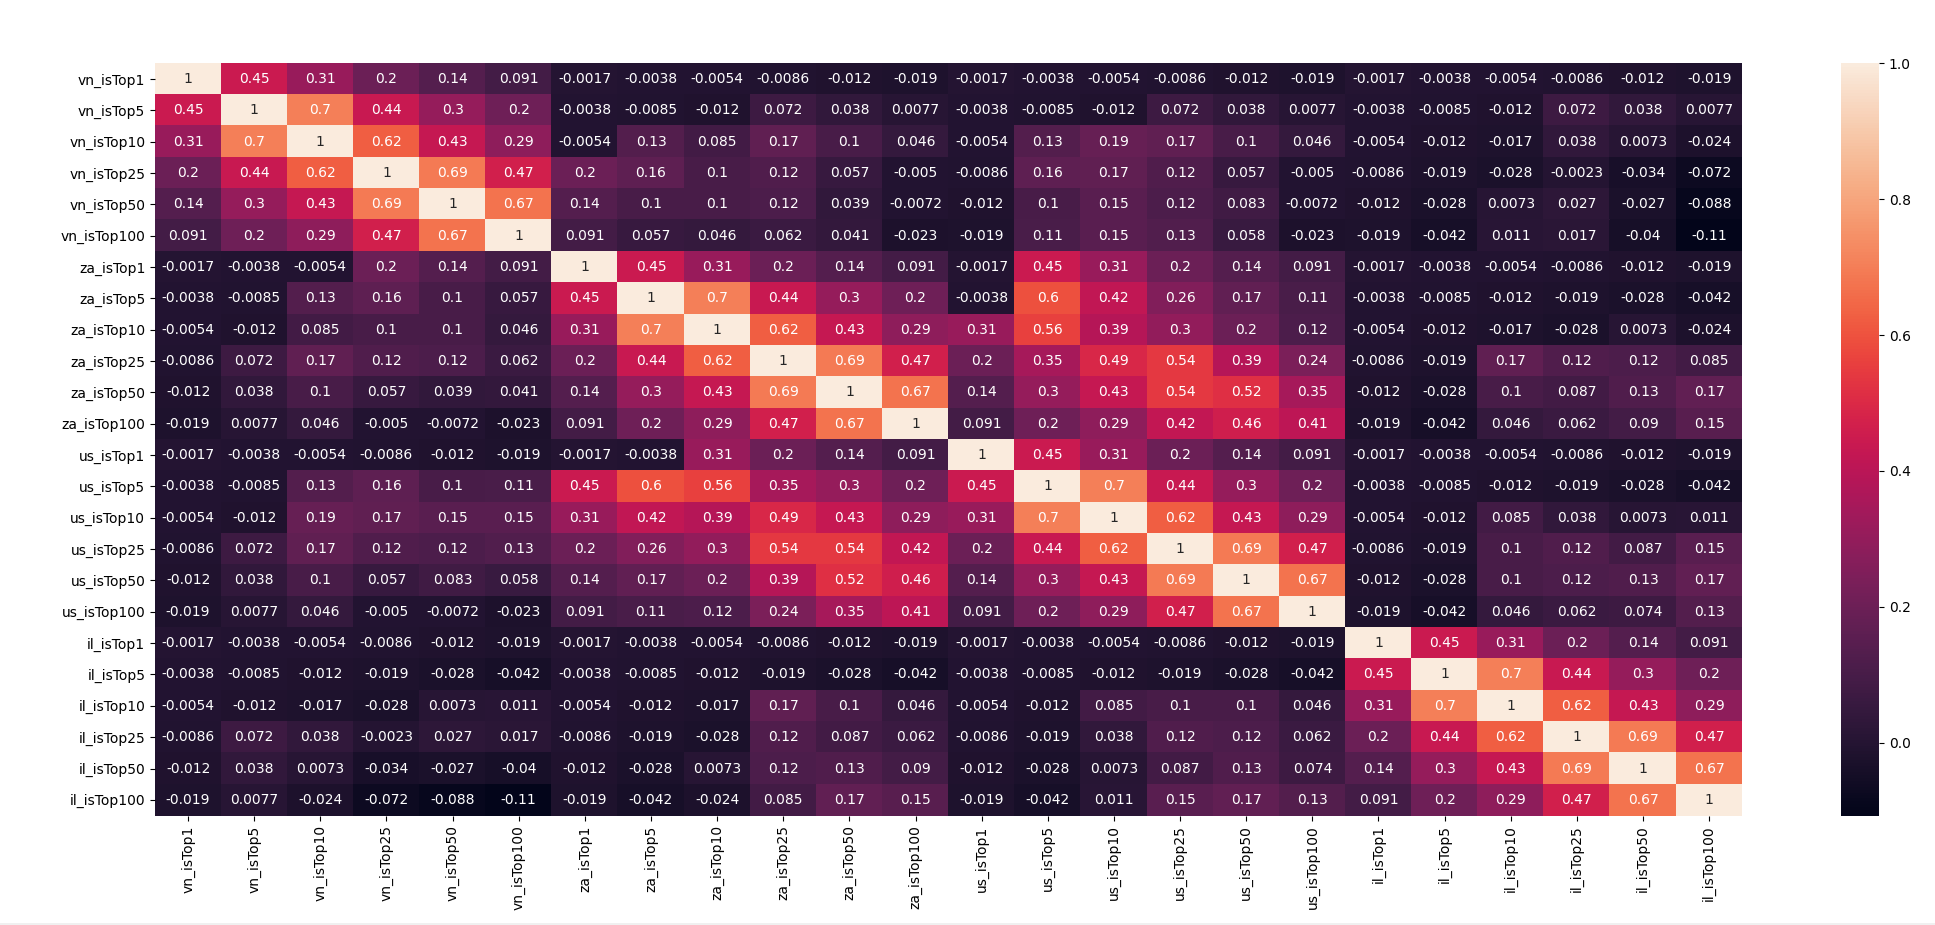 vn_isTop1 1 0.45 0.31 0.2 0.14 0.091 -0.0017 -0.0038 -0.0054 -0.0086 -0.012 -0.019 -0.0017 -0.0038 -0.0054 -0.0086 -0.012 -0.019 -0.0017 -0.0038 -0.0054 -0.0086 -0.012 -0.019 1.0
vn_isTop5 0.45 1 0.7 0.44 0.3 0.2 -0.0038 -0.0085 -0.012 0.072 0.038 0.0077 -0.0038 -0.0085 -0.012 0.072 0.038 0.0077 -0.0038 -0.0085 -0.012 0.072 0.038 0.0077
vn_isTop10 0.31 0.7 1 0.62 0.43 0.29 -0.0054 0.13 0.085 0.17 0.1 0.046 -0.0054 0.13 0.19 0.17 0.1 0.046 -0.0054 -0.012 -0.017 0.038 0.0073 -0.024
vn_isTop25 0.2 0.44 0.62 1 0.69 0.47 0.2 0.16 0.1 0.12 0.057 -0.005 -0.0086 0.16 0.17 0.12 0.057 -0.005 -0.0086 -0.019 -0.028 -0.0023 -0.034 -0.072
vn_isTop50 0.14 0.3 0.43 0.69 1 0.67 0.14 0.1 0.1 0.12 0.039 -0.0072 -0.012 0.1 0.15 0.12 0.083 -0.0072 -0.012 -0.028 0.0073 0.027 -0.027 -0.088 0.8
vn_isTop100 0.091 0.2 0.29 0.47 0.67 1 0.091 0.057 0.046 0.062 0.041 -0.023 -0.019 0.11 0.15 0.13 0.058 -0.023 -0.019 -0.042 0.011 0.017 -0.04 -0.11
za_isTop1 -0.0017 -0.0038 -0.0054 0.2 0.14 0.091 1 0.45 0.31 0.2 0.14 0.091 -0.0017 0.45 0.31 0.2 0.14 0.091 -0.0017 -0.0038 -0.0054 -0.0086 -0.012 -0.019
za_isTop5 -0.0038 -0.0085 0.13 0.16 0.1 0.057 0.45 1 0.7 0.44 0.3 0.2 -0.0038 0.6 0.42 0.26 0.17 0.11 -0.0038 -0.0085 -0.012 -0.019 -0.028 -0.042
za_isTop10 -0.0054 -0.012 0.085 0.1 0.1 0.046 0.31 0.7 1 0.62 0.43 0.29 0.31 0.56 0.39 0.3 0.2 0.12 -0.0054 -0.012 -0.017 -0.028 0.0073 -0.024 0.6
za_isTop25 -0.0086 0.072 0.17 0.12 0.12 0.062 0.2 0.44 0.62 1 0.69 0.47 0.2 0.35 0.49 0.54 0.39 0.24 -0.0086 -0.019 0.17 0.12 0.12 0.085
za_isTop50 -0.012 0.038 0.1 0.057 0.039 0.041 0.14 0.3 0.43 0.69 1 0.67 0.14 0.3 0.43 0.54 0.52 0.35 -0.012 -0.028 0.1 0.087 0.13 0.17
za_isTop100 -0.019 0.0077 0.046 -0.005 -0.0072 -0.023 0.091 0.2 0.29 0.47 0.67 1 0.091 0.2 0.29 0.42 0.46 0.41 -0.019 -0.042 0.046 0.062 0.09 0.15
us_isTop1 -0.0017 -0.0038 -0.0054 -0.0086 -0.012 -0.019 -0.0017 -0.0038 0.31 0.2 0.14 0.091 1 0.45 0.31 0.2 0.14 0.091 -0.0017 -0.0038 -0.0054 -0.0086 -0.012 -0.019 0.4
us_isTop5 -0.0038 -0.0085 0.13 0.16 0.1 0.11 0.45 0.6 0.56 0.35 0.3 0.2 0.45 1 0.7 0.44 0.3 0.2 -0.0038 -0.0085 -0.012 -0.019 -0.028 -0.042
us_isTop10 -0.0054 -0.012 0.19 0.17 0.15 0.15 0.31 0.42 0.39 0.49 0.43 0.29 0.31 0.7 1 0.62 0.43 0.29 -0.0054 -0.012 0.085 0.038 0.0073 0.011
us_isTop25 -0.0086 0.072 0.17 0.12 0.12 0.13 0.2 0.26 0.3 0.54 0.54 0.42 0.2 0.44 0.62 1 0.69 0.47 -0.0086 -0.019 0.1 0.12 0.087 0.15
us_isTop50 -0.012 0.038 0.1 0.057 0.083 0.058 0.14 0.17 0.2 0.39 0.52 0.46 0.14 0.3 0.43 0.69 1 0.67 -0.012 -0.028 0.1 0.12 0.13 0.17
us_isTop100 -0.019 0.0077 0.046 -0.005 -0.0072 -0.023 0.091 0.11 0.12 0.24 0.35 0.41 0.091 0.2 0.29 0.47 0.67 1 -0.019 -0.042 0.046 0.062 0.074 0.13 0.2
il_isTop1 -0.0017 -0.0038 -0.0054 -0.0086 -0.012 -0.019 -0.0017 -0.0038 -0.0054 -0.0086 -0.012 -0.019 -0.0017 -0.0038 -0.0054 -0.0086 -0.012 -0.019 1 0.45 0.31 0.2 0.14 0.091
il_isTop5 -0.0038 -0.0085 -0.012 -0.019 -0.028 -0.042 -0.0038 -0.0085 -0.012 -0.019 -0.028 -0.042 -0.0038 -0.0085 -0.012 -0.019 -0.028 -0.042 0.45 1 0.7 0.44 0.3 0.2
il_isTop10 -0.0054 -0.012 -0.017 -0.028 0.0073 0.011 -0.0054 -0.012 -0.017 0.17 0.1 0.046 -0.0054 -0.012 0.085 0.1 0.1 0.046 0.31 0.7 1 0.62 0.43 0.29
il_isTop25 -0.0086 0.072 0.038 -0.0023 0.027 0.017 -0.0086 -0.019 -0.028 0.12 0.087 0.062 -0.0086 -0.019 0.038 0.12 0.12 0.062 0.2 0.44 0.62 1 0.69 0.47 0.0
il_isTop50 -0.012 0.038 0.0073 -0.034 -0.027 -0.04 -0.012 -0.028 0.0073 0.12 0.13 0.09 -0.012 -0.028 0.0073 0.087 0.13 0.074 0.14 0.3 0.43 0.69 1 0.67
il_isTop100 -0.019 0.0077 -0.024 -0.072 -0.088 -0.11 -0.019 -0.042 -0.024 0.085 0.17 0.15 -0.019 -0.042 0.011 0.15 0.17 0.13 0.091 0.2 0.29 0.47 0.67 1
vn_isTop1 vn_isTop5 vn_isTop10 vn_isTop25 vn_isTop50 vn_isTop100 za_isTop1 za_isTop5 za_isTop10 za_isTop25 za_isTop50 za_isTop100 us_isTop1 us_isTop5 us_isTop10 us_isTop25 us_isTop50 us_isTop100 il_isTop1 il_isTop5 il_isTop10 il_isTop25 il_isTop50 il_isTop100